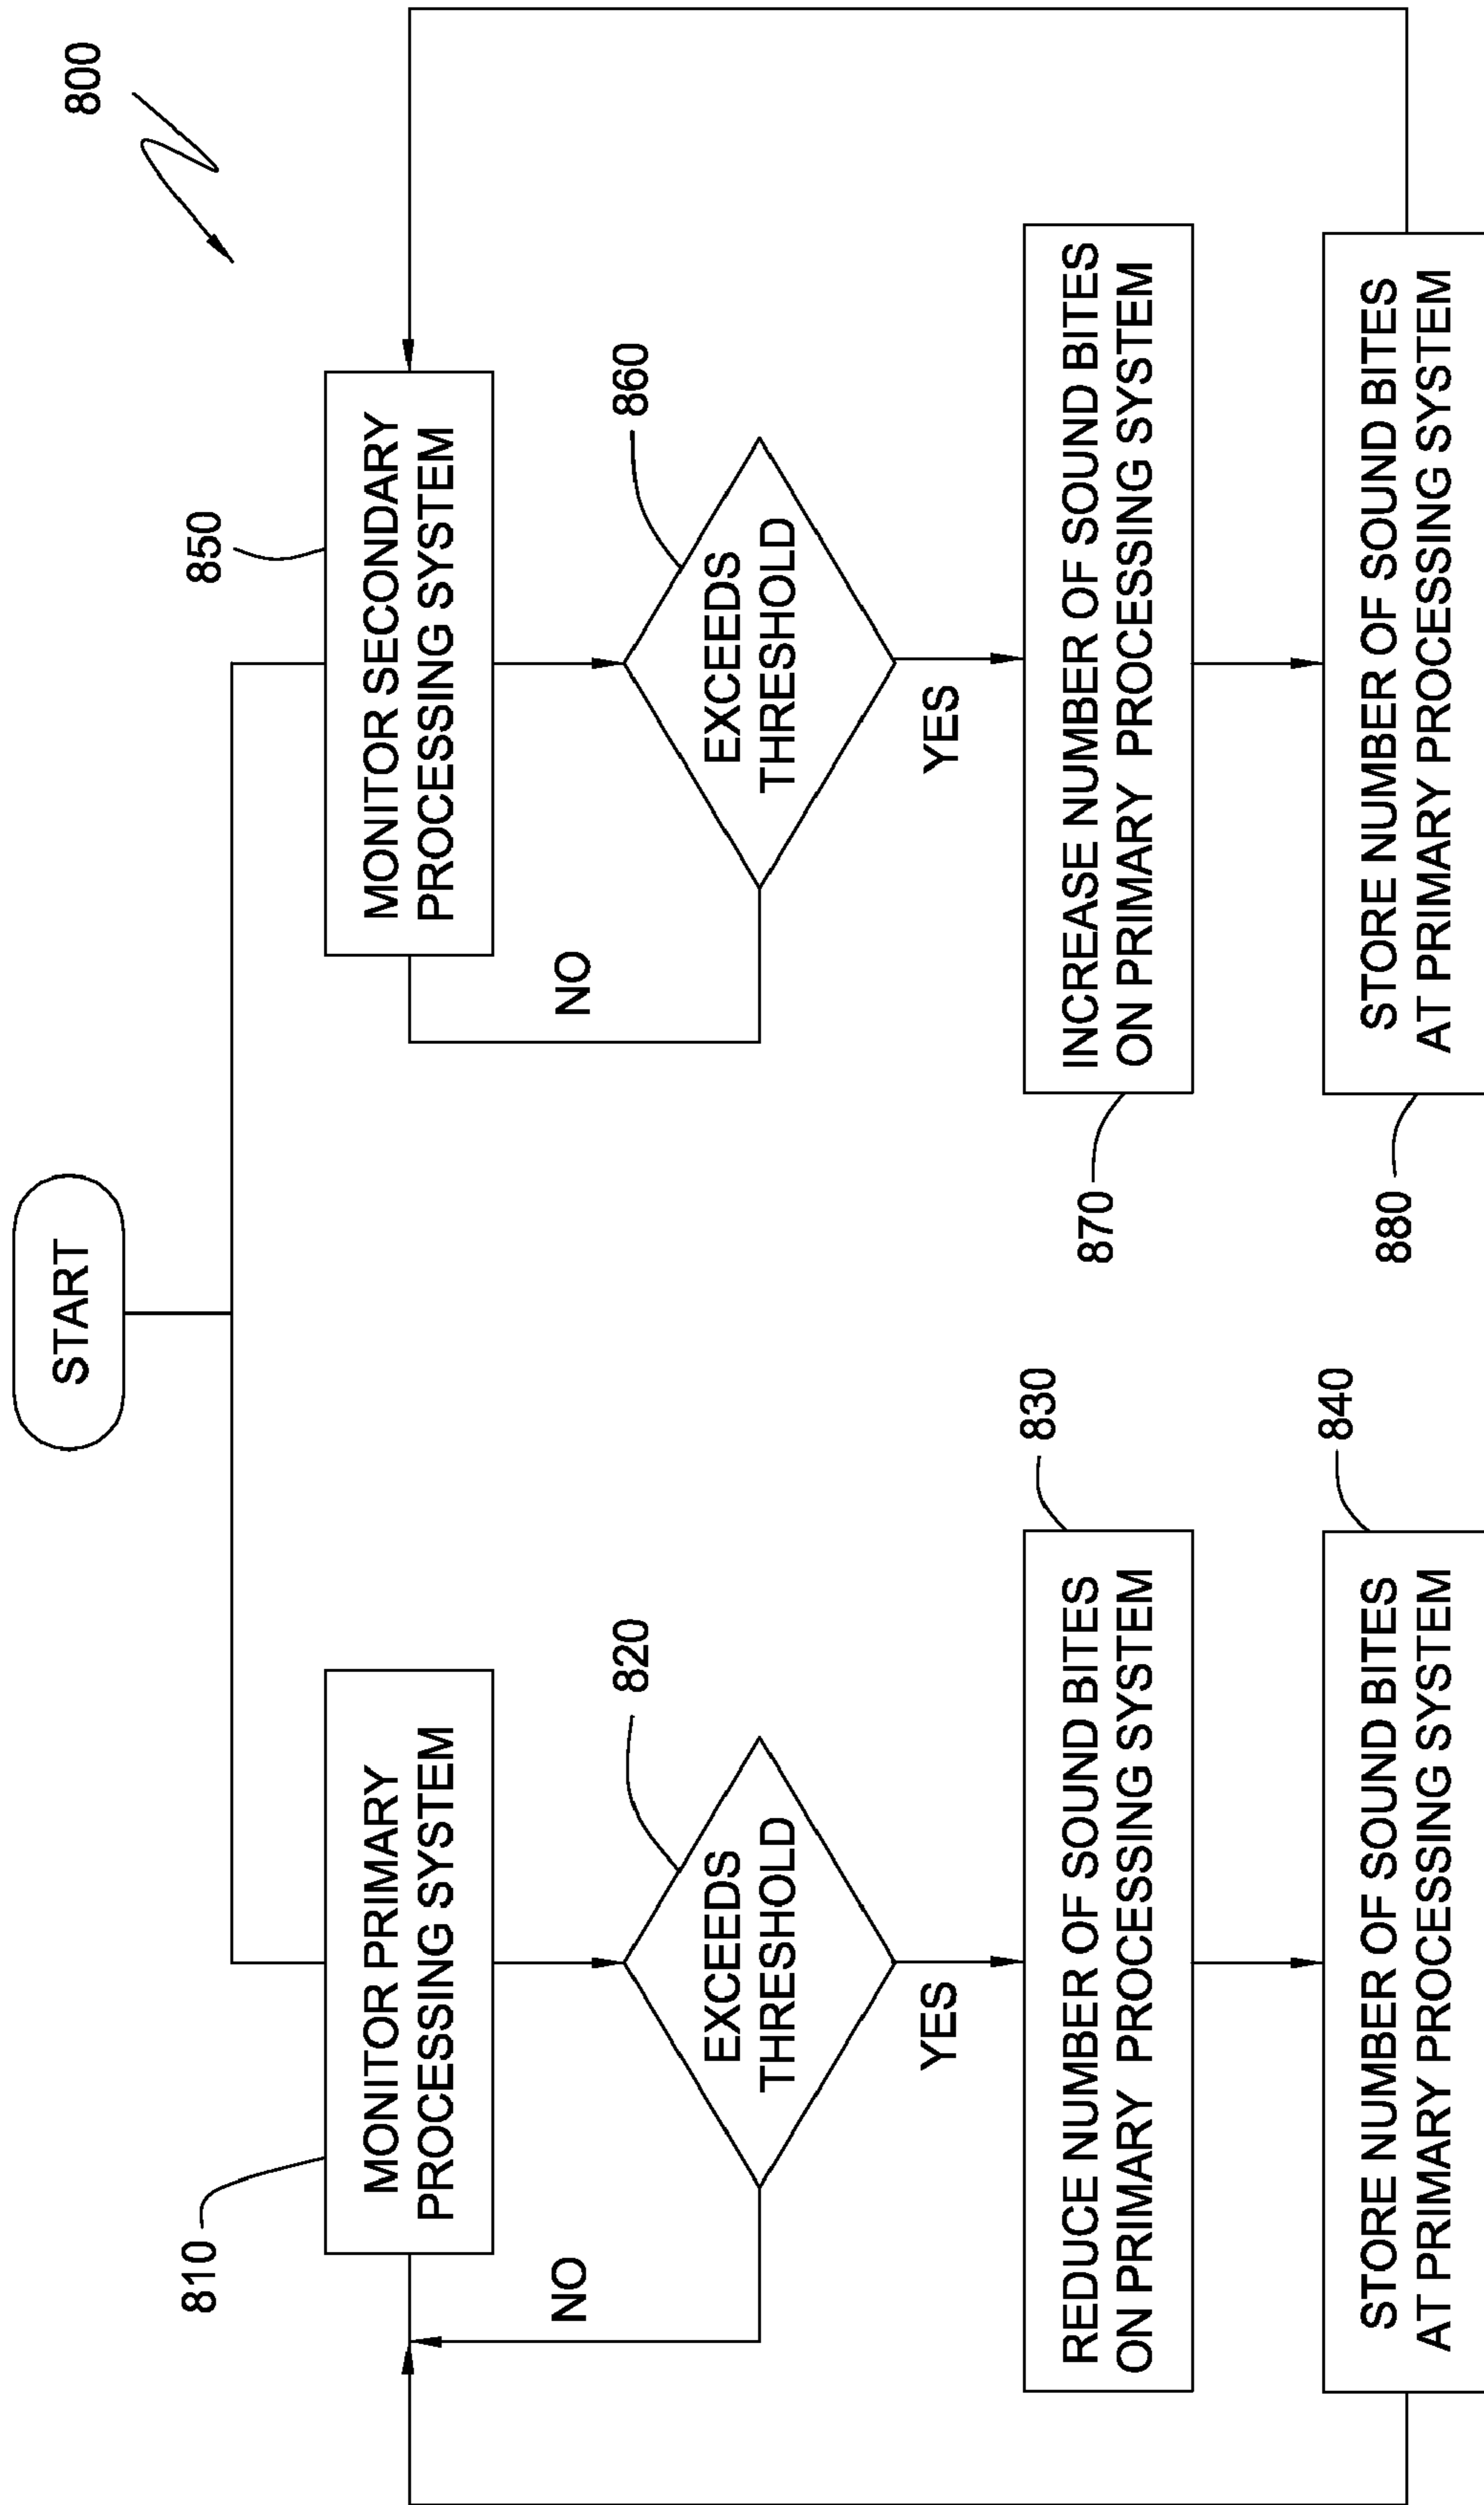 START
800
810
MONITOR PRIMARY
PROCESSING SYSTEM
NO
820
EXCEEDS
THRESHOLD
YES
830
REDUCE NUMBER OF SOUND BITES
ON PRIMARY PROCESSING SYSTEM
840
STORE NUMBER OF SOUND BITES
AT PRIMARY PROCESSING SYSTEM
850
MONITOR SECONDARY
PROCESSING SYSTEM
NO
860
EXCEEDS
THRESHOLD
YES
870
INCREASE NUMBER OF SOUND BITES
ON PRIMARY PROCESSING SYSTEM
880
STORE NUMBER OF SOUND BITES
AT PRIMARY PROCESSING SYSTEM